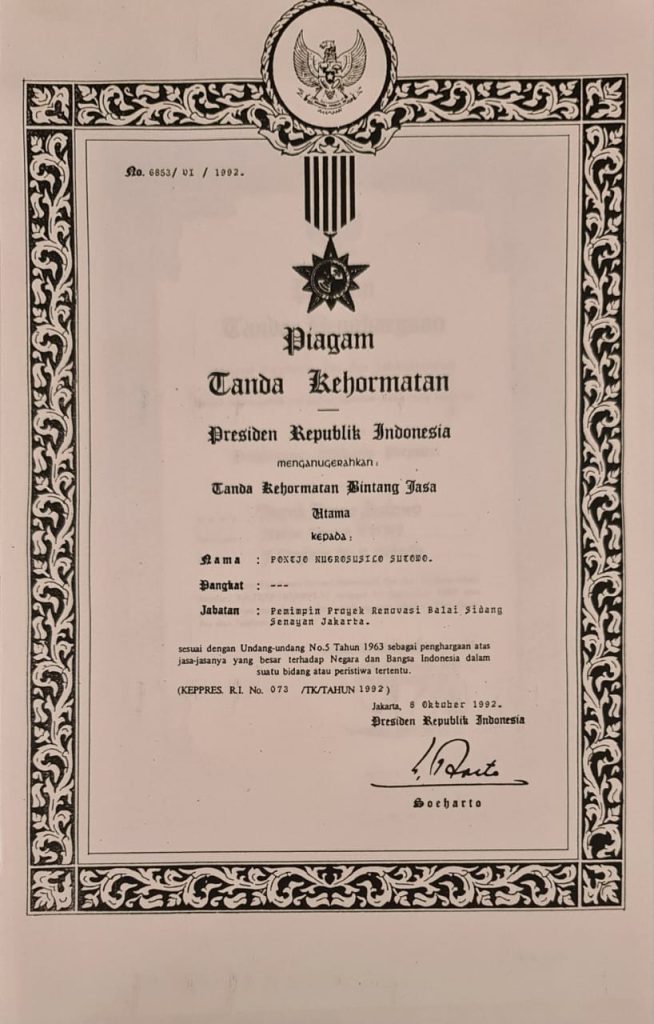 No. 6853/ VI / 1992.
Piagam
Tanda Kehormatan
Presiden Republik Indonesia
menganugerahkan :
Tanda Kehormatan Bintang Jasa
Utama
kepada :
Nama : PONTJO NUGROSUSILO SUTOWO.
Pangkat : ---
Jabatan : Pemimpin Proyek Renovasi Balai Sidang
Senayan Jakarta.
sesuai dengan Undang-undang No.5 Tahun 1963 sebagai penghargaan atas
jasa-jasanya yang besar terhadap Negara dan Bangsa Indonesia dalam
suatu bidang atau peristiwa tertentu.
(KEPPRES. R.I. No. 073 /TK/TAHUN 1992)
Jakarta, 8 Oktober 1992.
Presiden Republik Indonesia
Soeharto